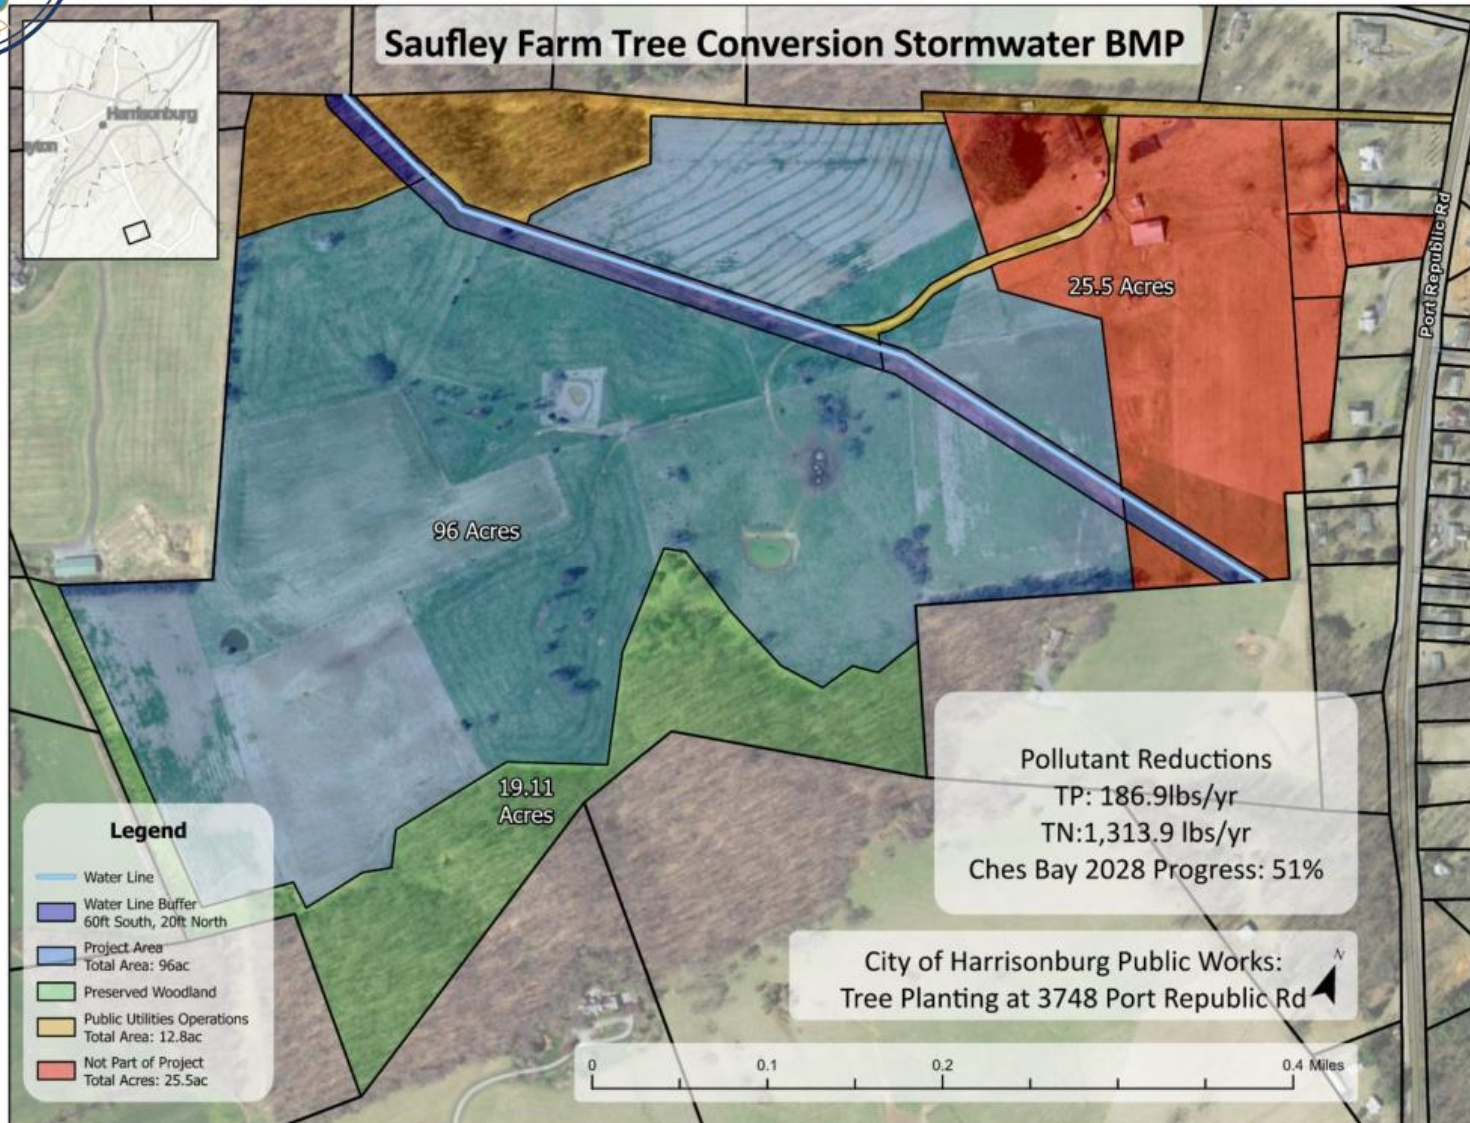 Saufley Farm Tree Conversion Stormwater BMP
Harrisonburg
yton
Port Republic Rd
25.5 Acres
96 Acres
19.11
Acres
Pollutant Reductions
TP: 186.9lbs/yr
TN:1,313.9 lbs/yr
Ches Bay 2028 Progress: 51%
City of Harrisonburg Public Works:
Tree Planting at 3748 Port Republic Rd
N
Legend
Water Line
Water Line Buffer
60ft South, 20ft North
Project Area
Total Area: 96ac
Preserved Woodland
Public Utilities Operations
Total Area: 12.8ac
Not Part of Project
Total Acres: 25.5ac
0 0.1 0.2 0.4 Miles